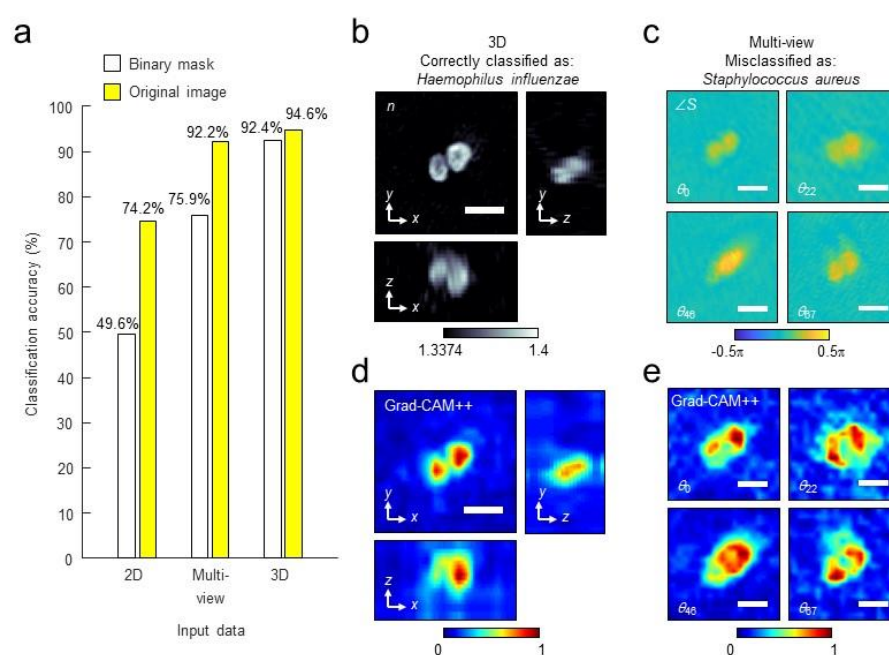 a
Binary mask
Original image
Classification accuracy (%)
100
90
80
70
60
50
40
30
20
10
0
49.6%
74.2%
75.9%
92.2%
92.4%
94.6%
2D
Multi-
view
3D
Input data
b
3D
Correctly classified as:
Haemophilus influenzae
n
y
x
y
z
z
x
1.3374
1.4
c
Multi-view
Misclassified as:
Staphylococcus aureus
∠S
θ0
θ22
θ46
θ67
-0.5π
0.5π
d
Grad-CAM++
y
x
y
z
z
x
0
1
e
Grad-CAM++
θ0
θ22
θ46
θ67
0
1